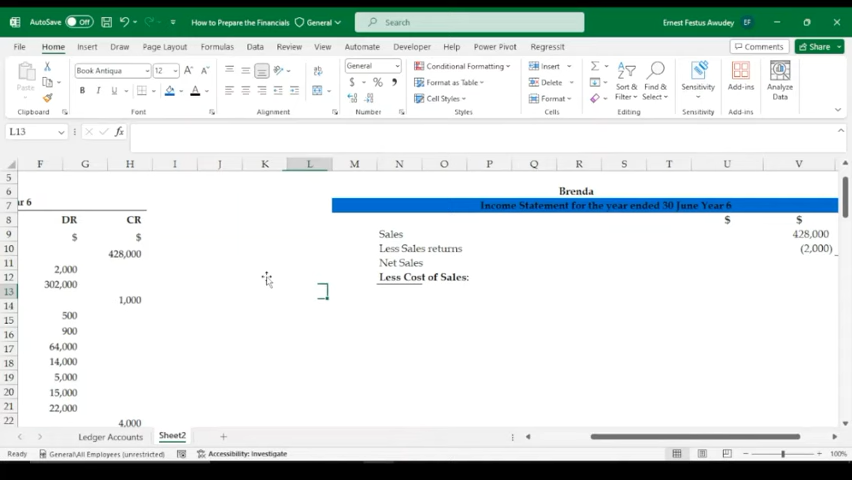 AutoSave Off How to Prepare the Financials General Search Ernest Festus Awudey EF
File Home Insert Draw Page Layout Formulas Data Review View Automate Developer Power Pivot Regressit Comments Share
Book Antiqua 12 General Conditional Formatting Insert
Paste B I U $ % Format as Table Delete Sort & Filter Find & Select Sensitivity Add-ins Analyze Data
Cell Styles Format
Clipboard Font Alignment Number Styles Cells Editing Sensitivity Add-ins
L13 fx
F G H I J K L M N O P Q R S T U V
5
6 ar 6 Brenda
7 Income Statement for the year ended 30 June Year 6
8 DR CR $ $
9 $ $ Sales 428,000
10 428,000 Less Sales returns (2,000)
11 2,000 Net Sales
12 302,000 Less Cost of Sales:
13 1,000
14 500
15 900
16 64,000
17 14,000
18 5,000
19 15,000
20 22,000
21
22 4,000
Ledger Accounts Sheet2
Ready General\All Employees (unrestricted) Accessibility: Investigate 100%